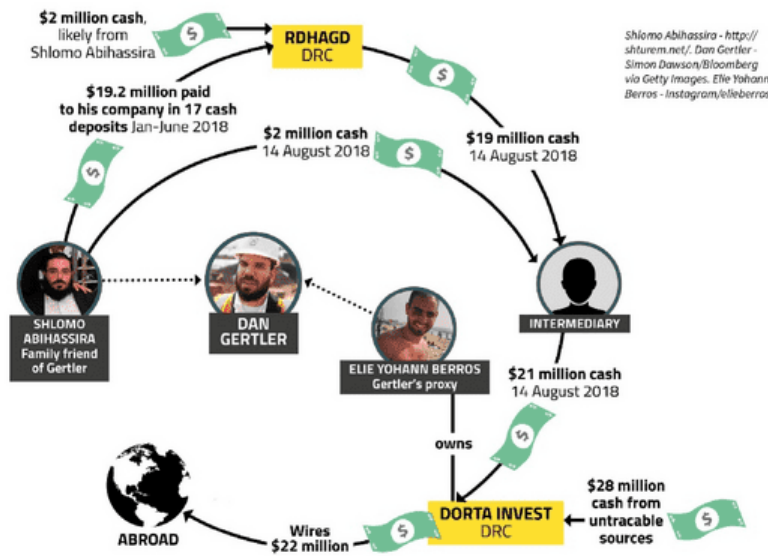 $2 million cash,
likely from
Shlomo Abihassira
RDHAGD
DRC
Shlomo Abihassira - http://
shturem.net/. Dan Gertler -
Simon Dawson/Bloomberg
via Getty Images. Elie Yohann
Berros - Instagram/elieberros
$19.2 million paid
to his company in 17 cash
deposits Jan-June 2018
$2 million cash
14 August 2018
$19 million cash
14 August 2018
SHLOMO
ABIHASSIRA
Family friend
of Gertler
DAN
GERTLER
ELIE YOHANN BERROS
Gertler's proxy
INTERMEDIARY
$21 million cash
14 August 2018
owns
DORTA INVEST
DRC
$28 million
cash from
untracable
sources
Wires
$22 million
ABROAD